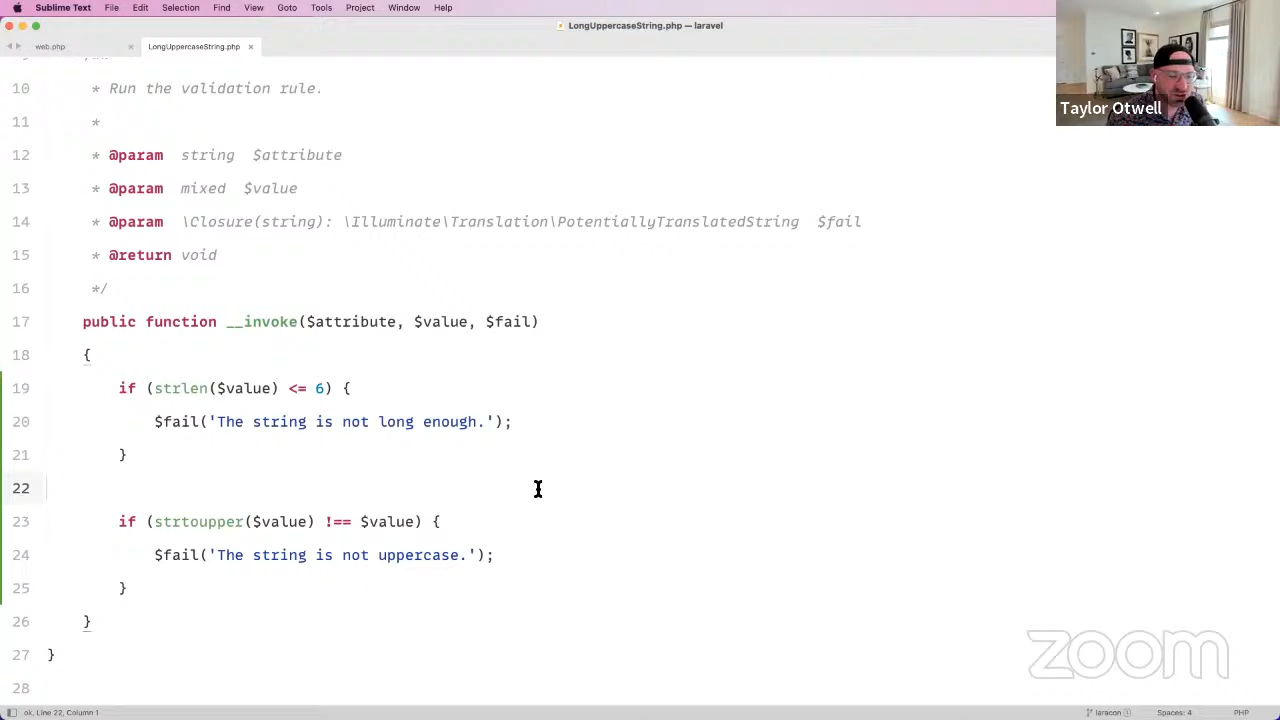 Sublime Text File Edit Selection Find View Goto Tools Project Window Help
LongUppercaseString.php — laravel
web.php × LongUppercaseString.php ×
Taylor Otwell
10 * Run the validation rule.
11 *
12 * @param string $attribute
13 * @param mixed $value
14 * @param \Closure(string): \Illuminate\Translation\PotentiallyTranslatedString $fail
15 * @return void
16 */
17 public function __invoke($attribute, $value, $fail)
18 {
19 if (strlen($value) <= 6) {
20 $fail('The string is not long enough.');
21 }
22
23 if (strtoupper($value) !== $value) {
24 $fail('The string is not uppercase.');
25 }
26 }
27 }
28
zoom
ok, Line 22, Column 1 laracon 1 Spaces: 4 PHP